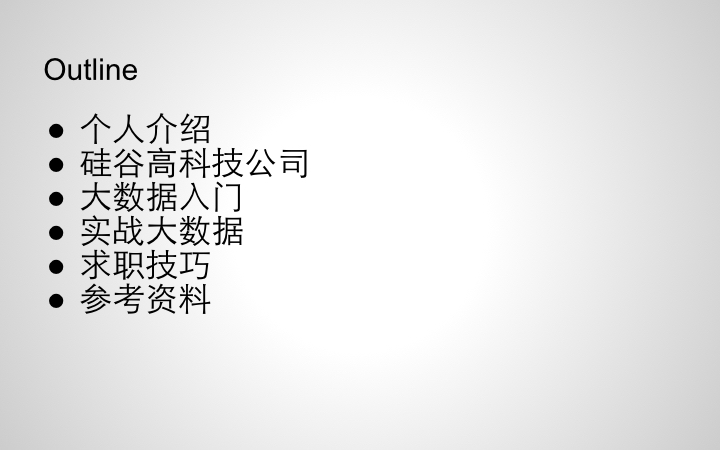 Outline
● 个人介绍
● 硅谷高科技公司
● 大数据入门
● 实战大数据
● 求职技巧
● 参考资料